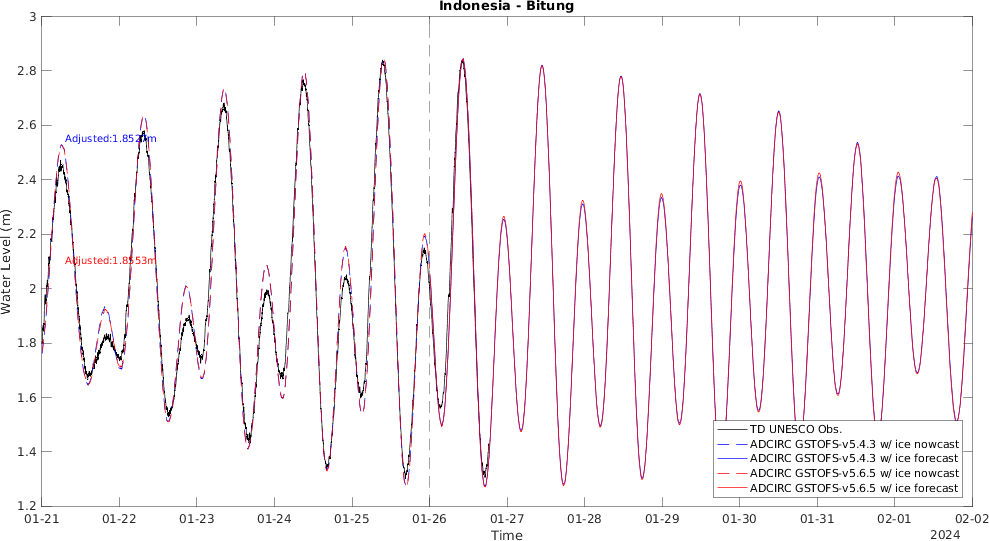 Indonesia - Bitung
3
2.8
2.6
2.4
2.2
2
1.8
1.6
1.4
1.2
Water Level (m)
Adjusted:1.8553m
01-21
01-22
01-23
01-24
01-25
01-26
01-27
01-28
01-29
01-30
01-31
02-01
02-02
Time
2024
TD UNESCO Obs.
ADCIRC GSTOFS-v5.4.3 w/ ice nowcast
ADCIRC GSTOFS-v5.4.3 w/ ice forecast
ADCIRC GSTOFS-v5.6.5 w/ ice nowcast
ADCIRC GSTOFS-v5.6.5 w/ ice forecast